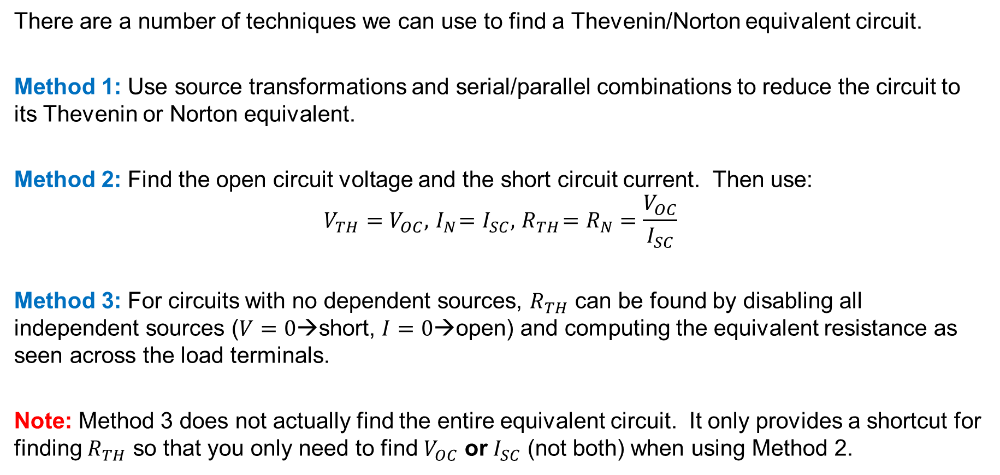 There are a number of techniques we can use to find a Thevenin/Norton equivalent circuit.
Method 1: Use source transformations and serial/parallel combinations to reduce the circuit to
its Thevenin or Norton equivalent.
Method 2: Find the open circuit voltage and the short circuit current.  Then use:
V_{TH} = V_{OC}, I_N = I_{SC}, R_{TH} = R_N = \frac{V_{OC}}{I_{SC}}
Method 3: For circuits with no dependent sources, R_{TH} can be found by disabling all
independent sources (V = 0→short, I = 0→open) and computing the equivalent resistance as
seen across the load terminals.
Note: Method 3 does not actually find the entire equivalent circuit.  It only provides a shortcut for
finding R_{TH} so that you only need to find V_{OC} or I_{SC} (not both) when using Method 2.